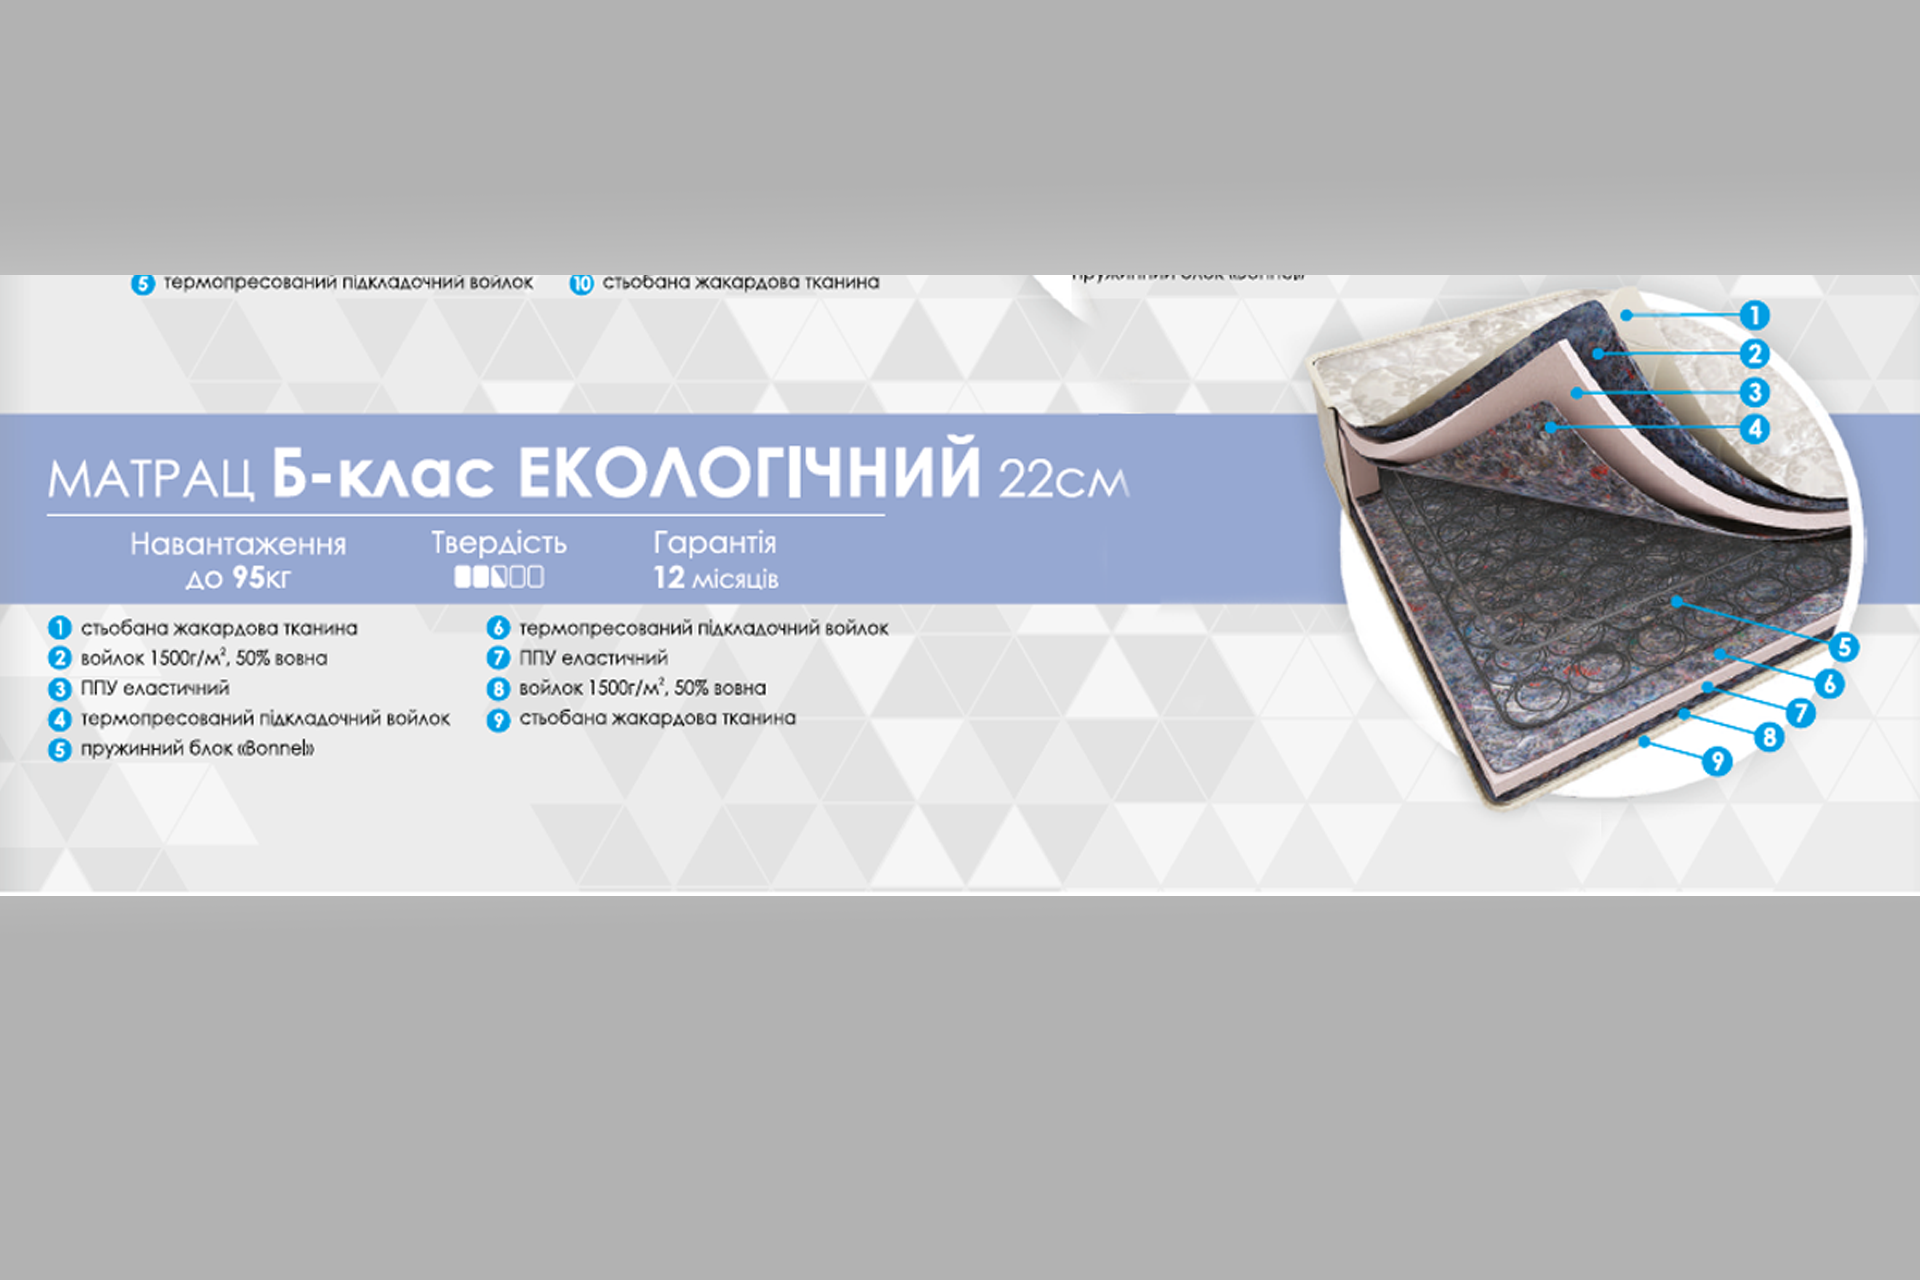 5 термопресований підкладочний войлок
10 стьобана жакардова тканина
пружинний блок «Bonnel»
МАТРАЦ Б-клас ЕКОЛОГІЧНИЙ 22см
Навантаження
до 95кг
Твердість
Гарантія
12 місяців
1 стьобана жакардова тканина
2 войлок 1500г/м², 50% вовна
3 ППУ еластичний
4 термопресований підкладочний войлок
5 пружинний блок «Bonnel»
6 термопресований підкладочний войлок
7 ППУ еластичний
8 войлок 1500г/м², 50% вовна
9 стьобана жакардова тканина
1
2
3
4
5
6
7
8
9